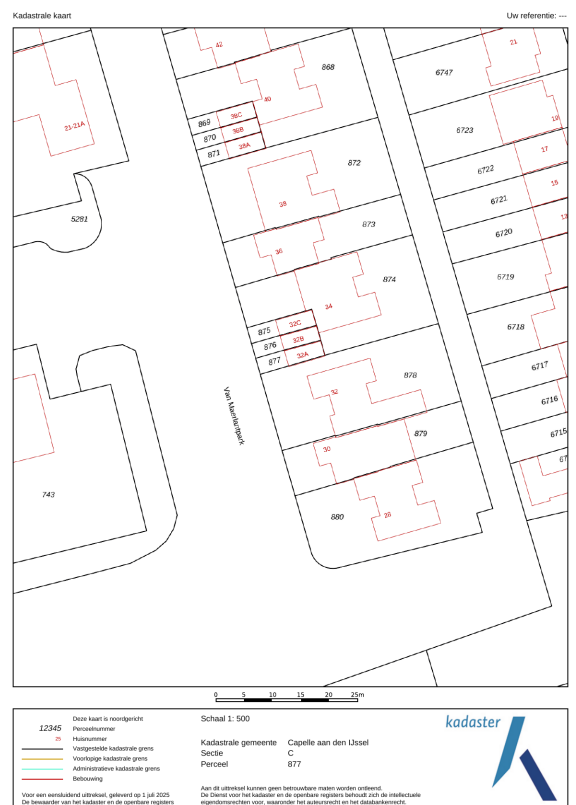 Kadastrale kaart
Uw referentie: ---
42
868
21
6747
40
38C
869
38B
870
38A
871
21-21A
19
6723
17
872
6722
15
38
6721
5281
13
873
6720
36
874
6719
34
32C
875
32B
876
32A
877
6718
878
6717
32
Van Maerlantpark
6716
879
6715
30
67
743
880
28
0 5 10 15 20 25m
Deze kaart is noordgericht
12345 Perceelnummer
25 Huisnummer
Vastgestelde kadastrale grens
Voorlopige kadastrale grens
Administratieve kadastrale grens
Bebouwing
Voor een eensluidend uittreksel, geleverd op 1 juli 2025
De bewaarder van het kadaster en de openbare registers
Schaal 1: 500
Kadastrale gemeente Capelle aan den IJssel
Sectie C
Perceel 877
Aan dit uittreksel kunnen geen betrouwbare maten worden ontleend.
De Dienst voor het kadaster en de openbare registers behoudt zich de intellectuele
eigendomsrechten voor, waaronder het auteursrecht en het databankenrecht.
kadaster